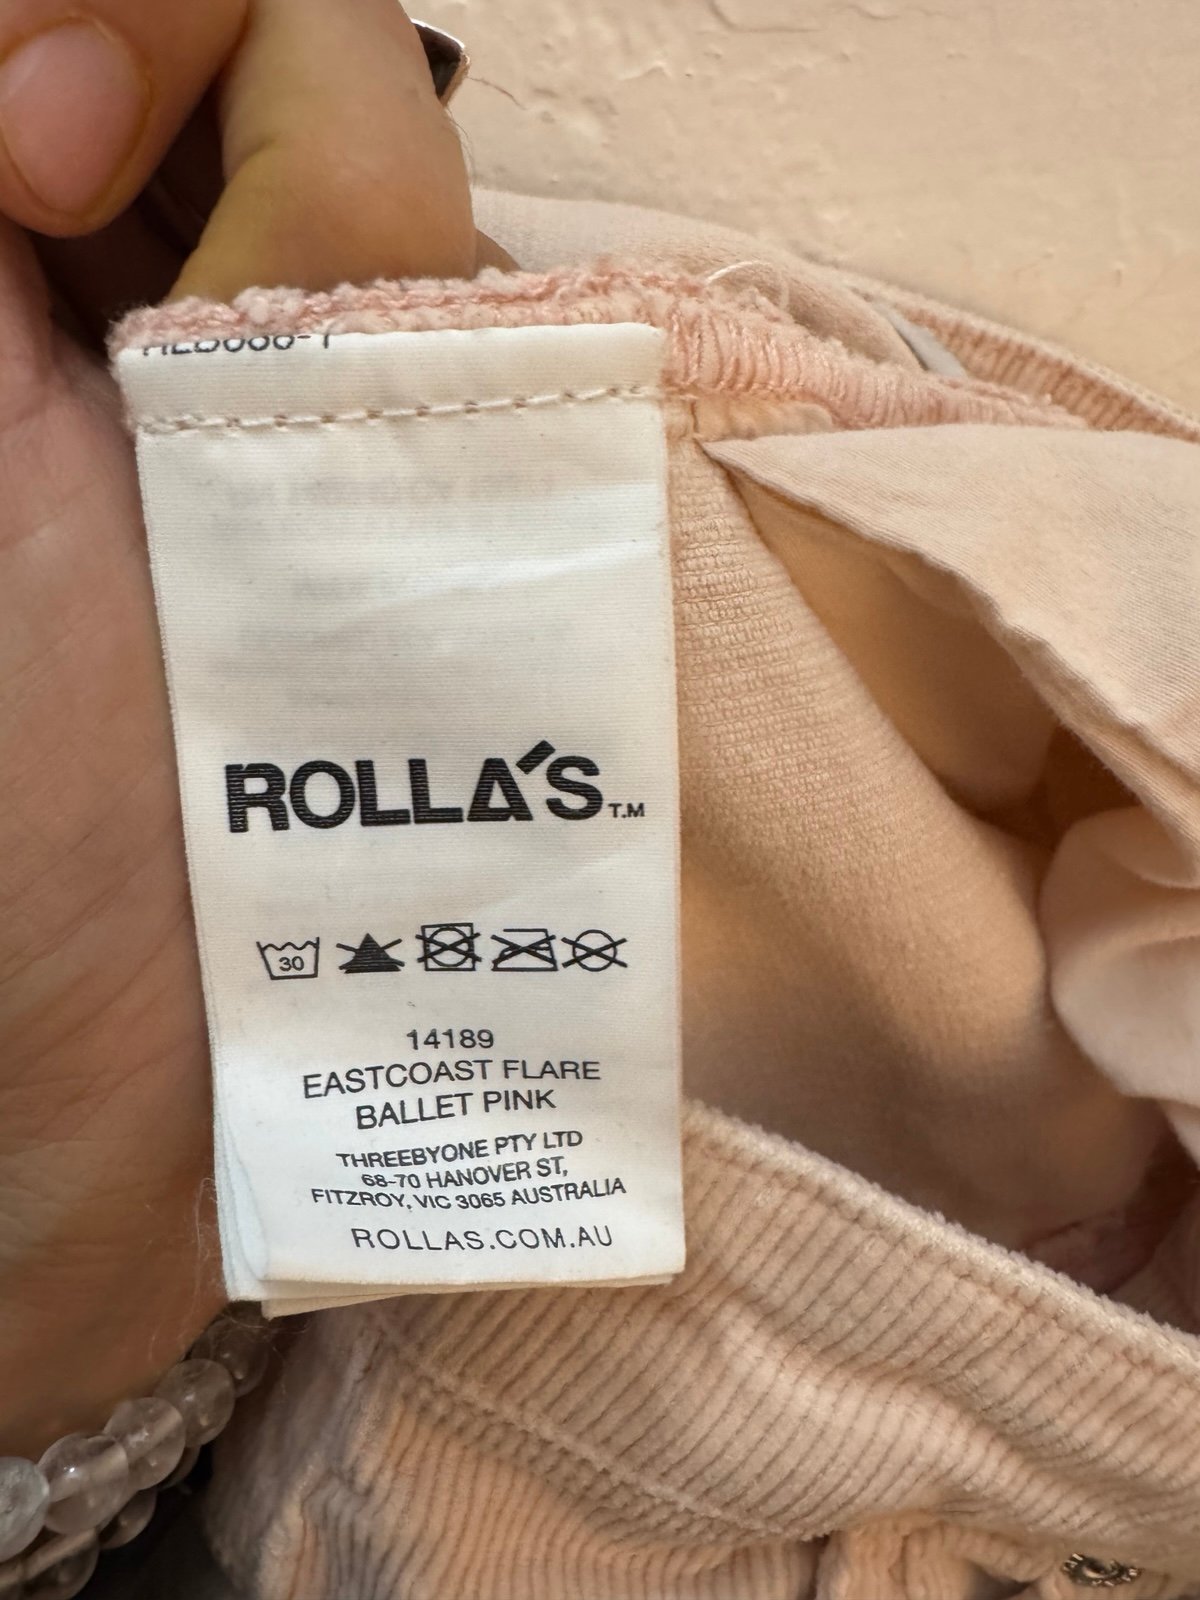 ROLLA'S T.M
30
14189
EASTCOAST FLARE
BALLET PINK
THREEBYONE PTY LTD
68-70 HANOVER ST,
FITZROY, VIC 3065 AUSTRALIA
ROLLAS.COM.AU